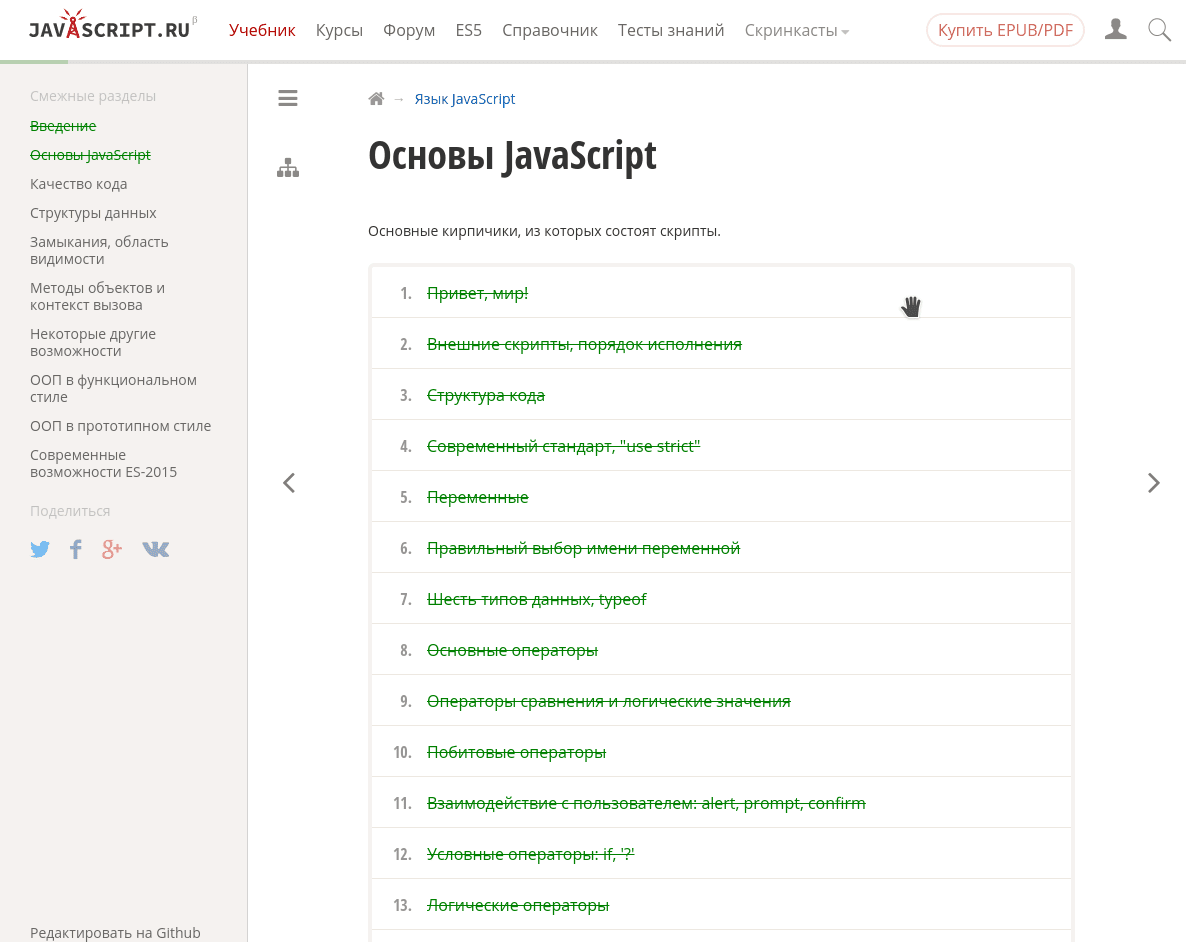 JAVASCRIPT.RU β
Учебник Курсы Форум ES5 Справочник Тесты знаний Скринкасты Купить EPUB/PDF
Смежные разделы
Введение
Основы JavaScript
Качество кода
Структуры данных
Замыкания, область
видимости
Методы объектов и
контекст вызова
Некоторые другие
возможности
ООП в функциональном
стиле
ООП в прототипном стиле
Современные
возможности ES-2015
Поделиться
Редактировать на Github
→ Язык JavaScript
Основы JavaScript
Основные кирпичики, из которых состоят скрипты.
1. Привет, мир!
2. Внешние скрипты, порядок исполнения
3. Структура кода
4. Современный стандарт, "use strict"
5. Переменные
6. Правильный выбор имени переменной
7. Шесть типов данных, typeof
8. Основные операторы
9. Операторы сравнения и логические значения
10. Побитовые операторы
11. Взаимодействие с пользователем: alert, prompt, confirm
12. Условные операторы: if, '?'
13. Логические операторы